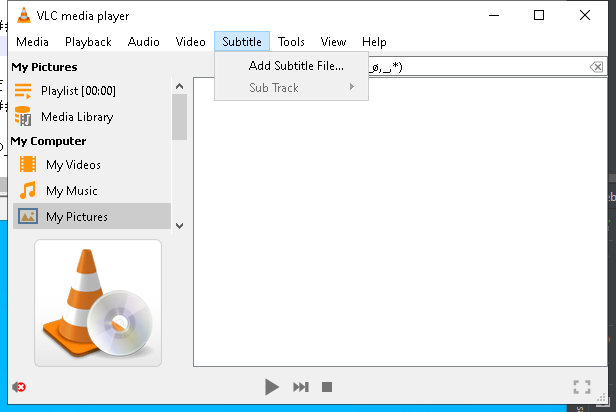 VLC media player
Media Playback Audio Video Subtitle Tools View Help
My Pictures
Add Subtitle File...
_ø,_,*)
Playlist [00:00]
Sub Track
Media Library
My Computer
My Videos
My Music
My Pictures